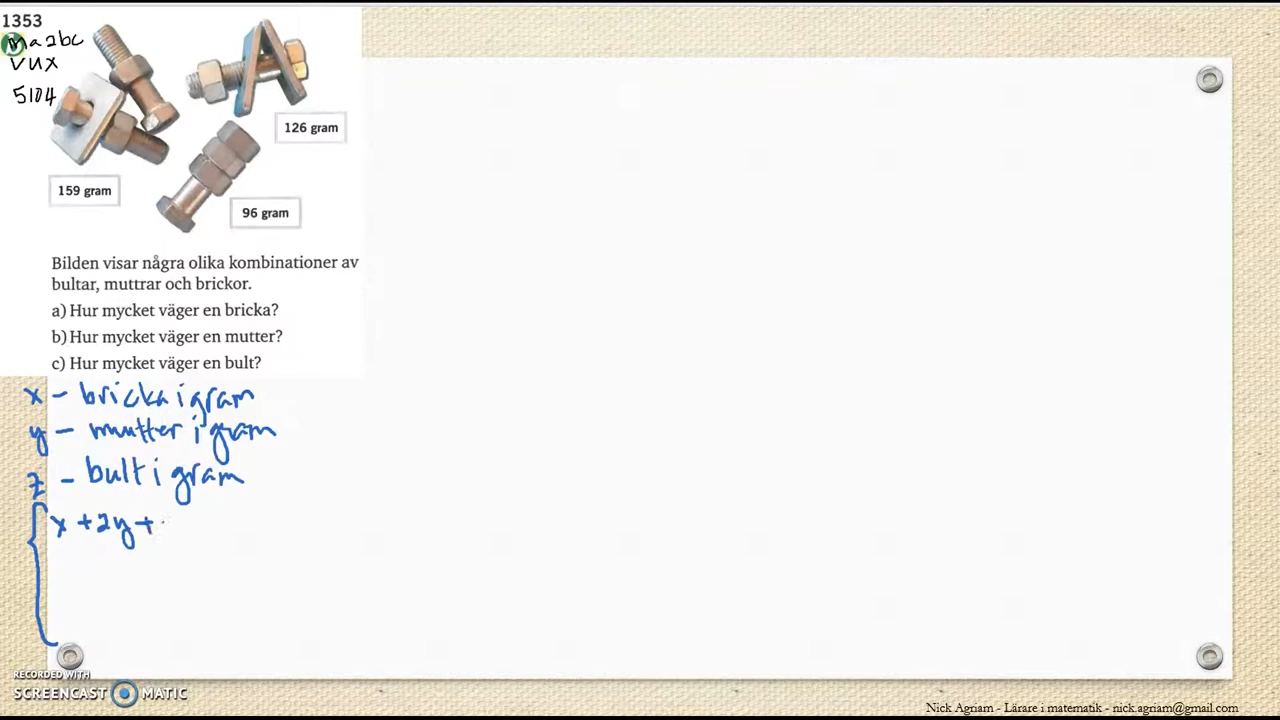 1353
ma2bc
vux
5104
126 gram
159 gram
96 gram
Bilden visar några olika kombinationer av
bultar, muttrar och brickor.
a) Hur mycket väger en bricka?
b) Hur mycket väger en mutter?
c) Hur mycket väger en bult?
x - bricka i gram
y - mutter i gram
z - bult i gram
x + 2y +
RECORDED WITH
SCREENCAST MATIC
Nick Agriam - Lärare i matematik - nick.agriam@gmail.com